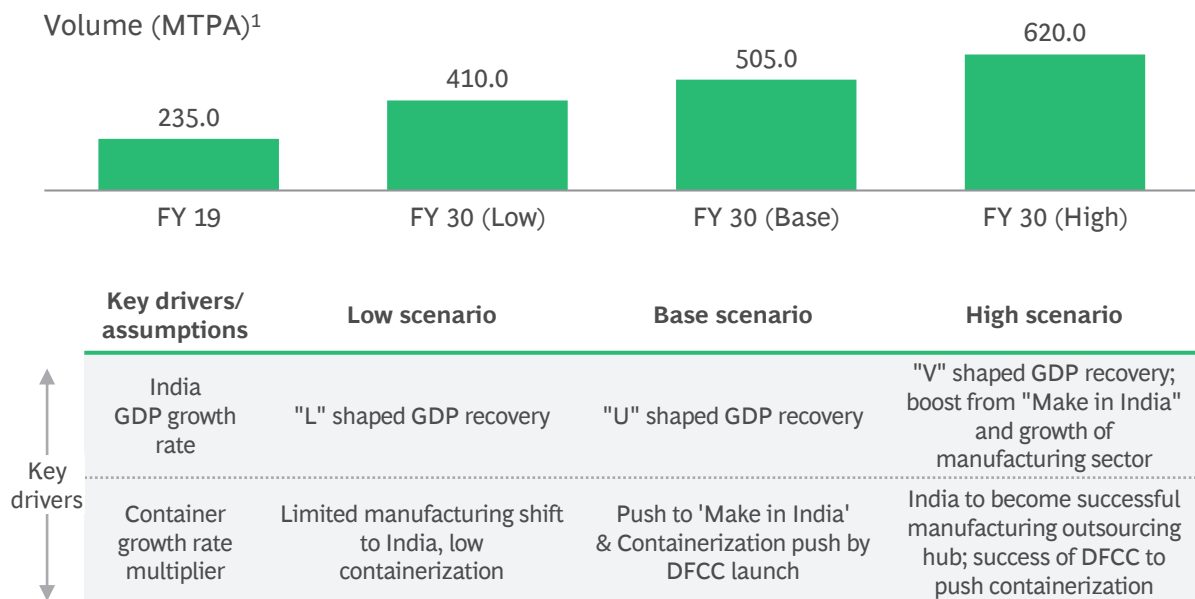 Volume (MTPA)¹
235.0
410.0
505.0
620.0
FY 19
FY 30 (Low)
FY 30 (Base)
FY 30 (High)
Key drivers/
assumptions
Low scenario
Base scenario
High scenario
Key
drivers
India
GDP growth
rate
"L" shaped GDP recovery
"U" shaped GDP recovery
"V" shaped GDP recovery;
boost from "Make in India"
and growth of
manufacturing sector
Container
growth rate
multiplier
Limited manufacturing shift
to India, low
containerization
Push to 'Make in India'
& Containerization push by
DFCC launch
India to become successful
manufacturing outsourcing
hub; success of DFCC to
push containerization